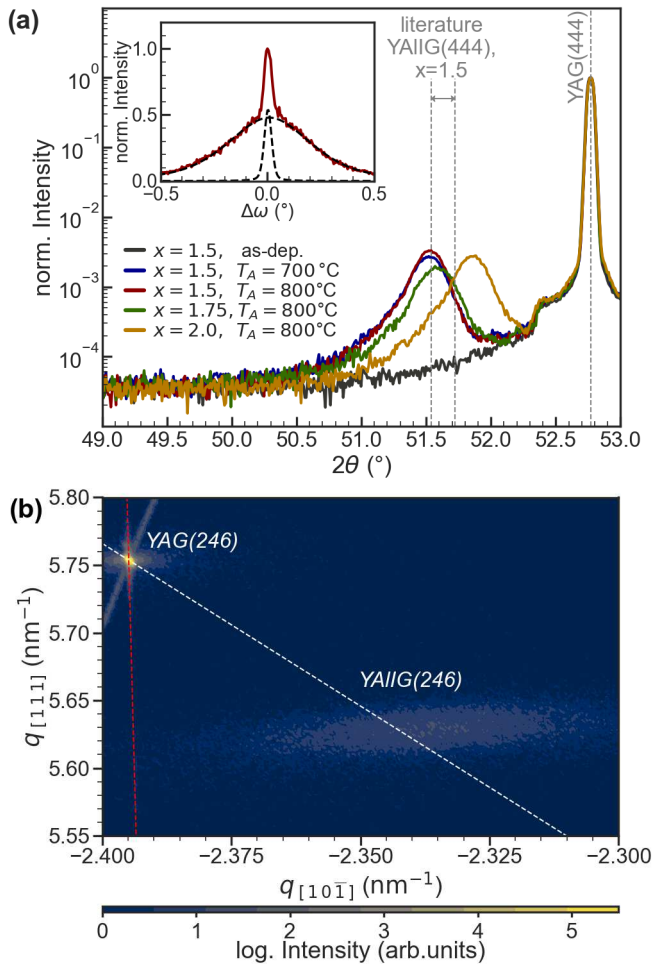 (a)
norm. Intensity
1.0
0.5
0.0
−0.5
0.0
0.5
Δω (°)
literature
YAlIG(444),
x=1.5
YAG(444)
norm. Intensity
10⁰
10⁻¹
10⁻²
10⁻³
10⁻⁴
x = 1.5, as-dep.
x = 1.5, T_A = 700°C
x = 1.5, T_A = 800°C
x = 1.75, T_A = 800°C
x = 2.0, T_A = 800°C
49.0 49.5 50.0 50.5 51.0 51.5 52.0 52.5 53.0
2θ (°)
(b)
q[111] (nm⁻¹)
5.80
5.75
5.70
5.65
5.60
5.55
YAG(246)
YAlIG(246)
−2.400 −2.375 −2.350 −2.325 −2.300
q[101̄] (nm⁻¹)
0 1 2 3 4 5
log. Intensity (arb.units)